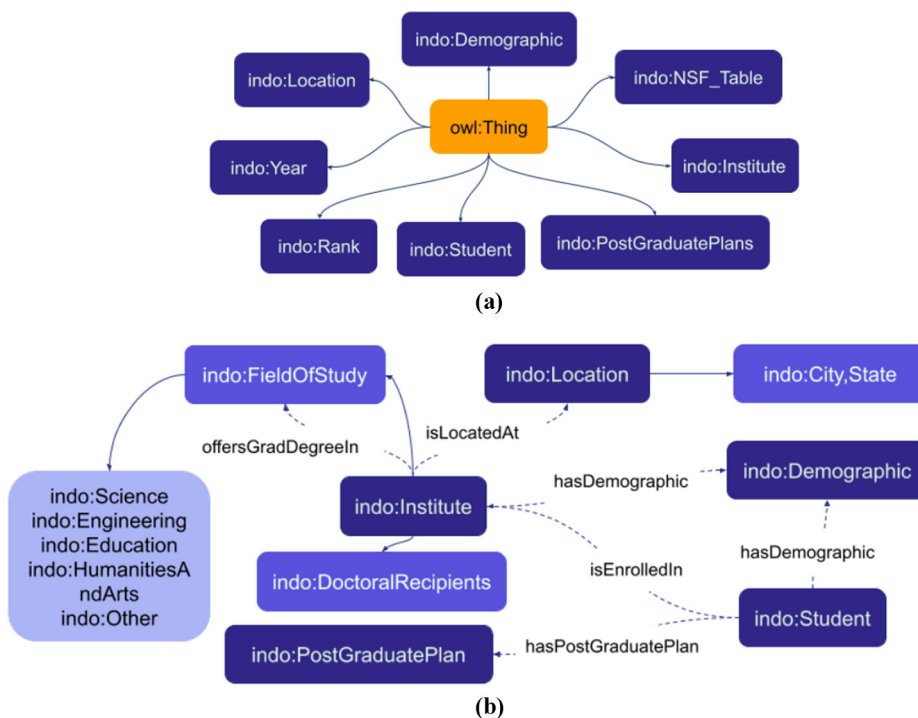 indo:Demographic
indo:Location
indo:NSF_Table
owl:Thing
indo:Year
indo:Institute
indo:Rank
indo:Student
indo:PostGraduatePlans
(a)
indo:FieldOfStudy
indo:Location
indo:City,State
offersGradDegreeIn
isLocatedAt
indo:Demographic
hasDemographic
indo:Science
indo:Engineering
indo:Education
indo:HumanitiesA
ndArts
indo:Other
indo:Institute
hasDemographic
indo:DoctoralRecipients
isEnrolledIn
indo:Student
indo:PostGraduatePlan
hasPostGraduatePlan
(b)